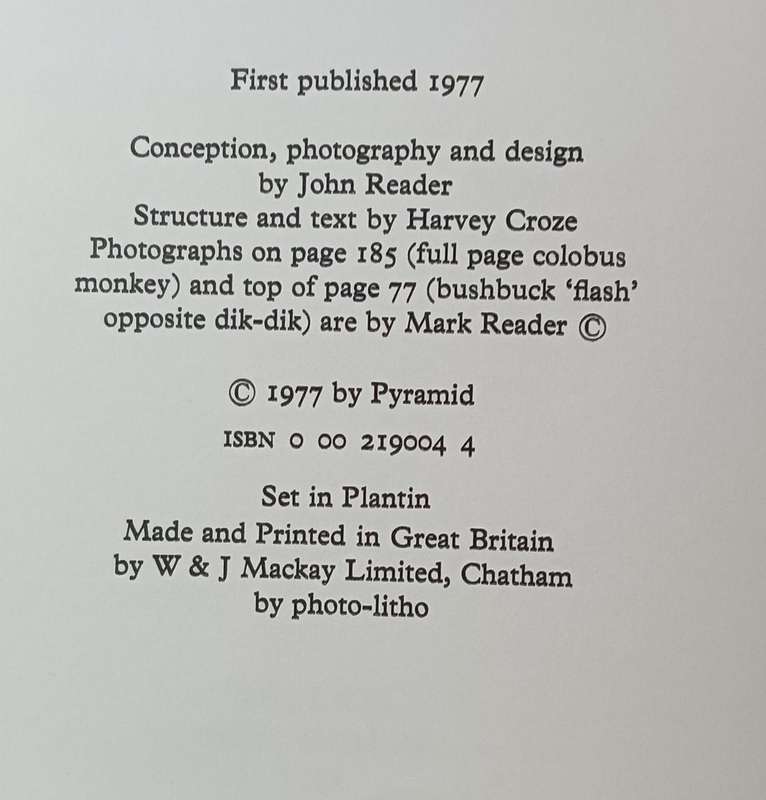 First published 1977
Conception, photography and design
by John Reader
Structure and text by Harvey Croze
Photographs on page 185 (full page colobus
monkey) and top of page 77 (bushbuck ‘flash’
opposite dik-dik) are by Mark Reader ©
© 1977 by Pyramid
ISBN 0 00 219004 4
Set in Plantin
Made and Printed in Great Britain
by W & J Mackay Limited, Chatham
by photo-litho